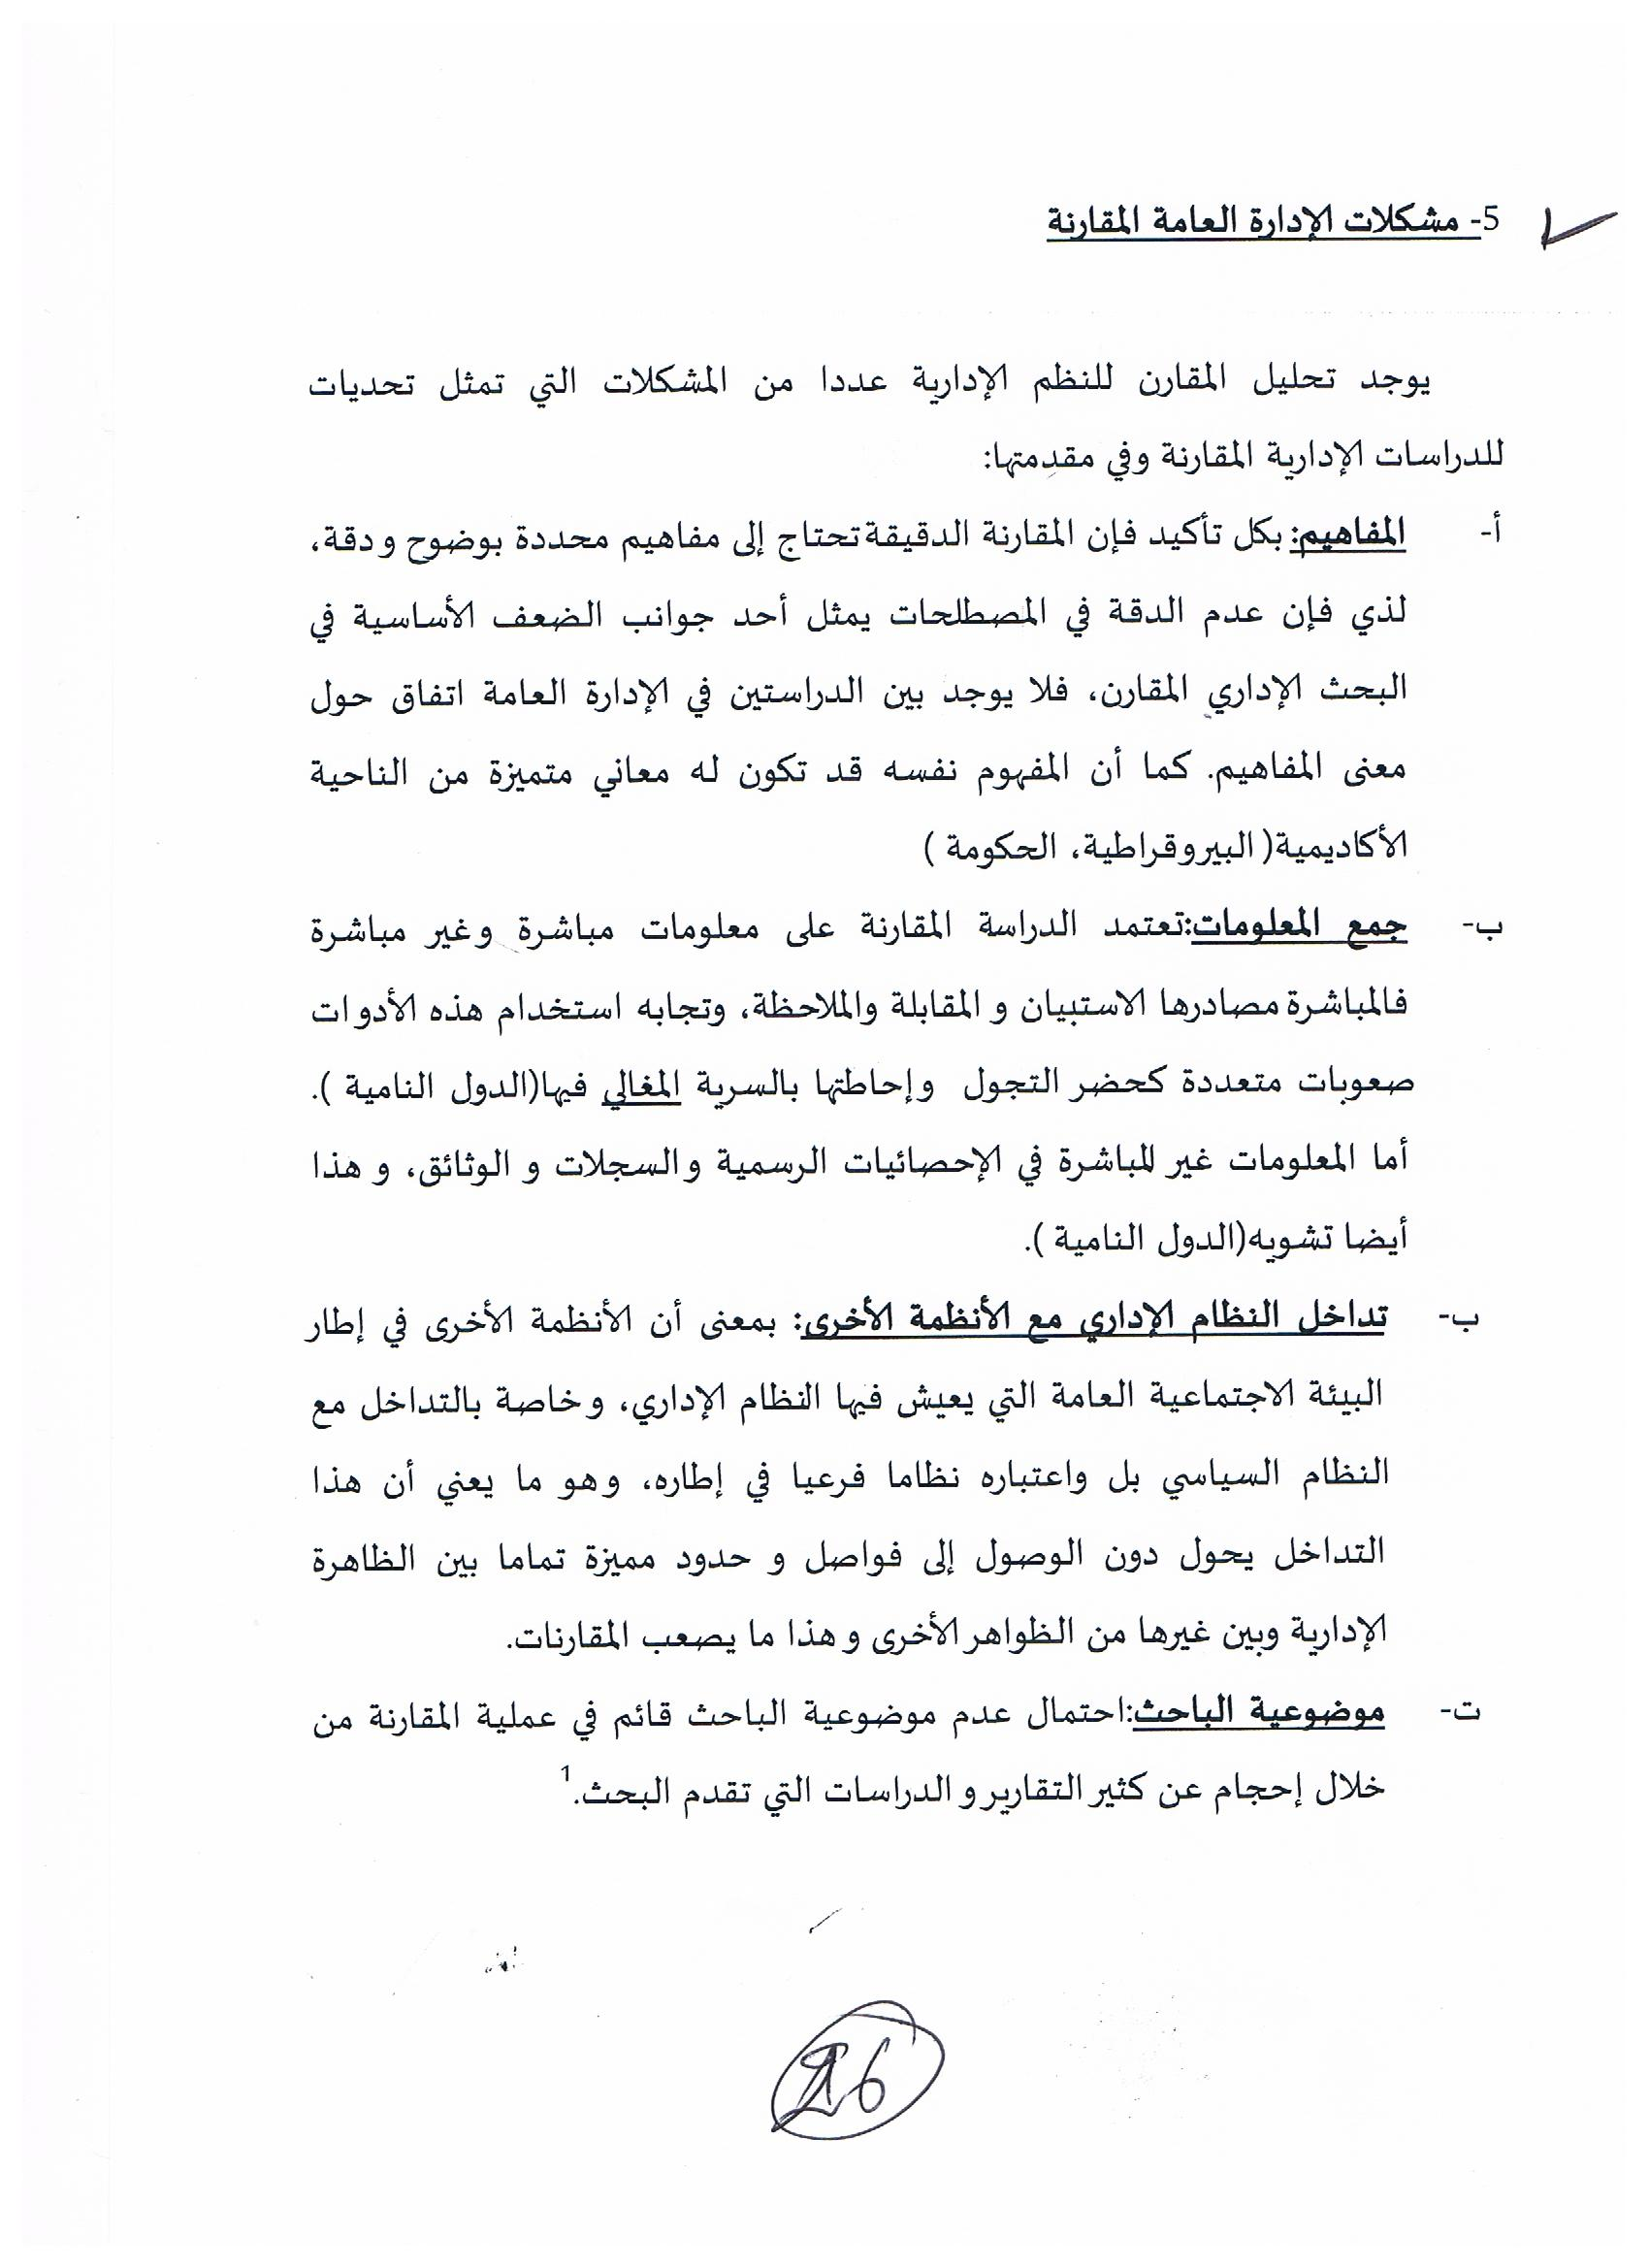 5- مشكلات الإدارة العامة المقارنة
يوجد تحليل المقارن للنظم الإدارية عددا من المشكلات التي تمثل تحديات
للدراسات الإدارية المقارنة وفي مقدمتها:
أ- المفاهيم: بكل تأكيد فإن المقارنة الدقيقة تحتاج إلى مفاهيم محددة بوضوح و دقة،
لذي فإن عدم الدقة في المصطلحات يمثل أحد جوانب الضعف الأساسية في
البحث الإداري المقارن، فلا يوجد بين الدراستين في الإدارة العامة اتفاق حول
معنى المفاهيم. كما أن المفهوم نفسه قد تكون له معاني متميزة من الناحية
الأكاديمية( البيروقراطية، الحكومة )
ب- جمع المعلومات:تعتمد الدراسة المقارنة على معلومات مباشرة و غير مباشرة
فالمباشرة مصادرها الاستبيان و المقابلة والملاحظة، وتجابه استخدام هذه الأدوات
صعوبات متعددة كحضر التجول وإحاطتها بالسرية المغالي فيها(الدول النامية ).
أما المعلومات غير المباشرة في الإحصائيات الرسمية و السجلات و الوثائق، و هذا
أيضا تشويه(الدول النامية ).
ب- تداخل النظام الإداري مع الأنظمة الأخرى: بمعنى أن الأنظمة الأخرى في إطار
البيئة الاجتماعية العامة التي يعيش فيها النظام الإداري، و خاصة بالتداخل مع
النظام السياسي بل واعتباره نظاما فرعيا في إطاره، وهو ما يعني أن هذا
التداخل يحول دون الوصول إلى فواصل و حدود مميزة تماما بين الظاهرة
الإدارية وبين غيرها من الظواهر الأخرى و هذا ما يصعب المقارنات.
ت- موضوعية الباحث:احتمال عدم موضوعية الباحث قائم في عملية المقارنة من
خلال إحجام عن كثير التقارير و الدراسات التي تقدم البحث.1